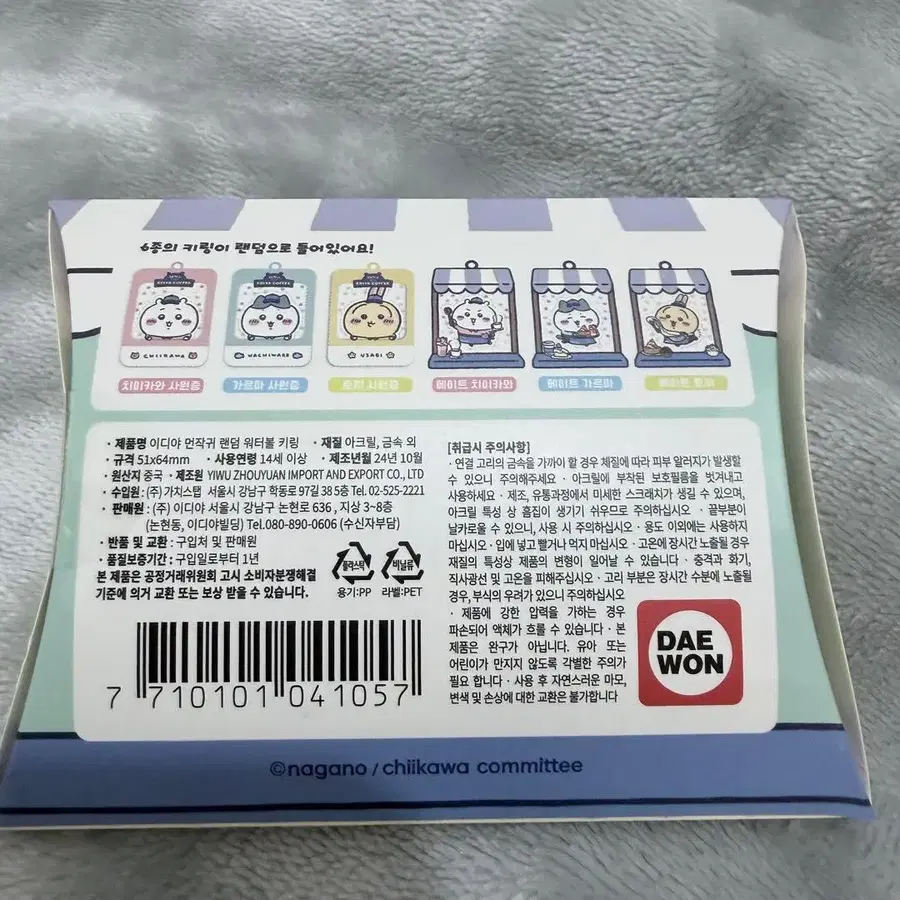 6종의 키링이 랜덤으로 들어있어요!
CHIIKAWA
HACHIWARE
USAGI
치이카와 사원증
가르마 사원증
토끼 사원증
메이트 치이카와
메이트 가르마
메이트 토끼
· 제품명 이디야 먼작귀 랜덤 워터볼 키링 · 재질 아크릴, 금속 외
· 규격 51x64mm · 사용연령 14세 이상 · 제조년월 24년 10월
· 원산지 중국 · 제조원 YIWU ZHOUYUAN IMPORT AND EXPORT CO., LTD
· 수입원 : (주) 가치스탭 서울시 강남구 학동로 97길 38 5층 Tel. 02-525-2221
· 판매원 : (주) 이디야 서울시 강남구 논현로 636 , 지상 3~8층
(논현동, 이디야빌딩) Tel.080-890-0606 (수신자부담)
· 반품 및 교환 : 구입처 및 판매원
· 품질보증기간 : 구입일로부터 1년
본 제품은 공정거래위원회 고시 소비자분쟁해결
기준에 의거 교환 또는 보상 받을 수 있습니다.
플라스틱
용기:PP
비닐류
라벨:PET
7 710101 041057
[취급시 주의사항]
· 연결 고리의 금속을 가까이 할 경우 체질에 따라 피부 알러지가 발생할
수 있으니 주의해주세요 · 아크릴에 부착된 보호필름을 벗겨내고
사용하세요 · 제조, 유통과정에서 미세한 스크래치가 생길 수 있으며,
아크릴 특성 상 흠집이 생기기 쉬우므로 주의하십시오 · 끝부분이
날카로울 수 있으니, 사용 시 주의하십시오 · 용도 이외에는 사용하지
마십시오 · 입에 넣고 빨거나 먹지 마십시오 · 고온에 장시간 노출될 경우
재질의 특성상 제품의 변형이 일어날 수 있습니다 · 충격과 화기,
직사광선 및 고온을 피해주십시오 · 고리 부분은 장시간 수분에 노출될
경우, 부식의 우려가 있으니 주의하십시오
· 제품에 강한 압력을 가하는 경우
파손되어 액체가 흐를 수 있습니다 · 본
제품은 완구가 아닙니다. 유아 또는
어린이가 만지지 않도록 각별한 주의가
필요 합니다 · 사용 후 자연스러운 마모,
변색 및 손상에 대한 교환은 불가합니다
DAE
WON
©nagano / chiikawa committee